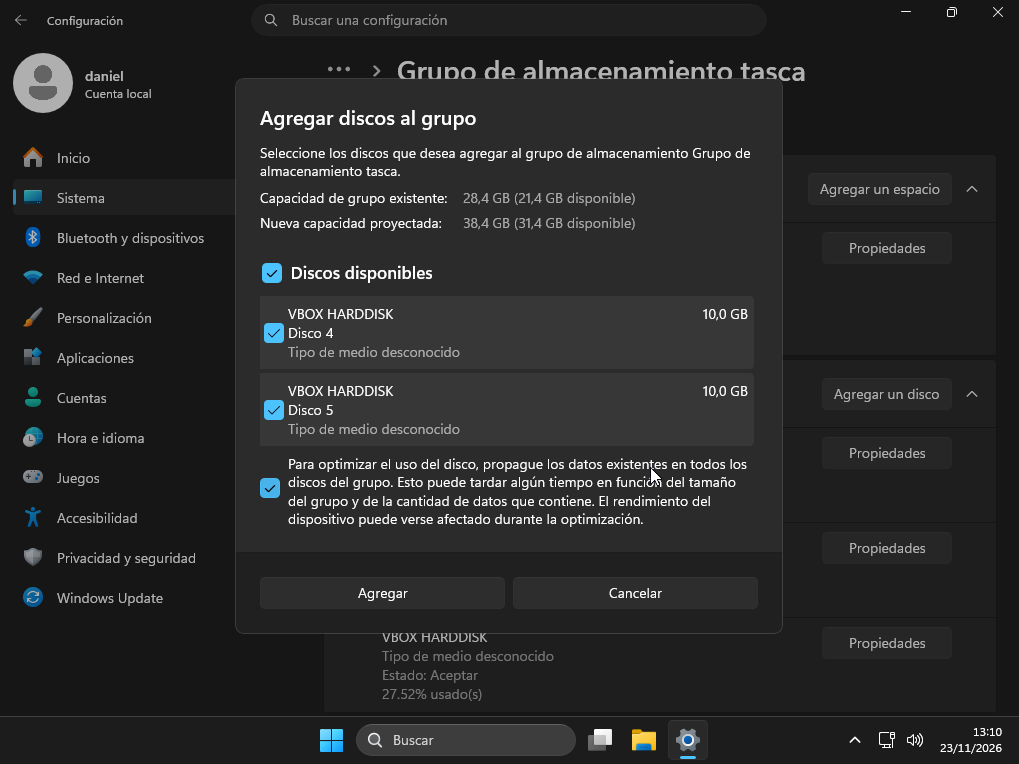 Configuración
Buscar una configuración
daniel
Cuenta local
Inicio
Sistema
Bluetooth y dispositivos
Red e Internet
Personalización
Aplicaciones
Cuentas
Hora e idioma
Juegos
Accesibilidad
Privacidad y seguridad
Windows Update
··· > Grupo de almacenamiento tasca
Agregar un espacio
Propiedades
Agregar un disco
Propiedades
Propiedades
Propiedades
Agregar discos al grupo
Seleccione los discos que desea agregar al grupo de almacenamiento Grupo de
almacenamiento tasca.
Capacidad de grupo existente: 28,4 GB (21,4 GB disponible)
Nueva capacidad proyectada: 38,4 GB (31,4 GB disponible)
Discos disponibles
VBOX HARDDISK 10,0 GB
Disco 4
Tipo de medio desconocido
VBOX HARDDISK 10,0 GB
Disco 5
Tipo de medio desconocido
Para optimizar el uso del disco, propague los datos existentes en todos los
discos del grupo. Esto puede tardar algún tiempo en función del tamaño
del grupo y de la cantidad de datos que contiene. El rendimiento del
dispositivo puede verse afectado durante la optimización.
Agregar
Cancelar
VBOX HARDDISK
Tipo de medio desconocido
Estado: Aceptar
27.52% usado(s)
Buscar
13:10
23/11/2026